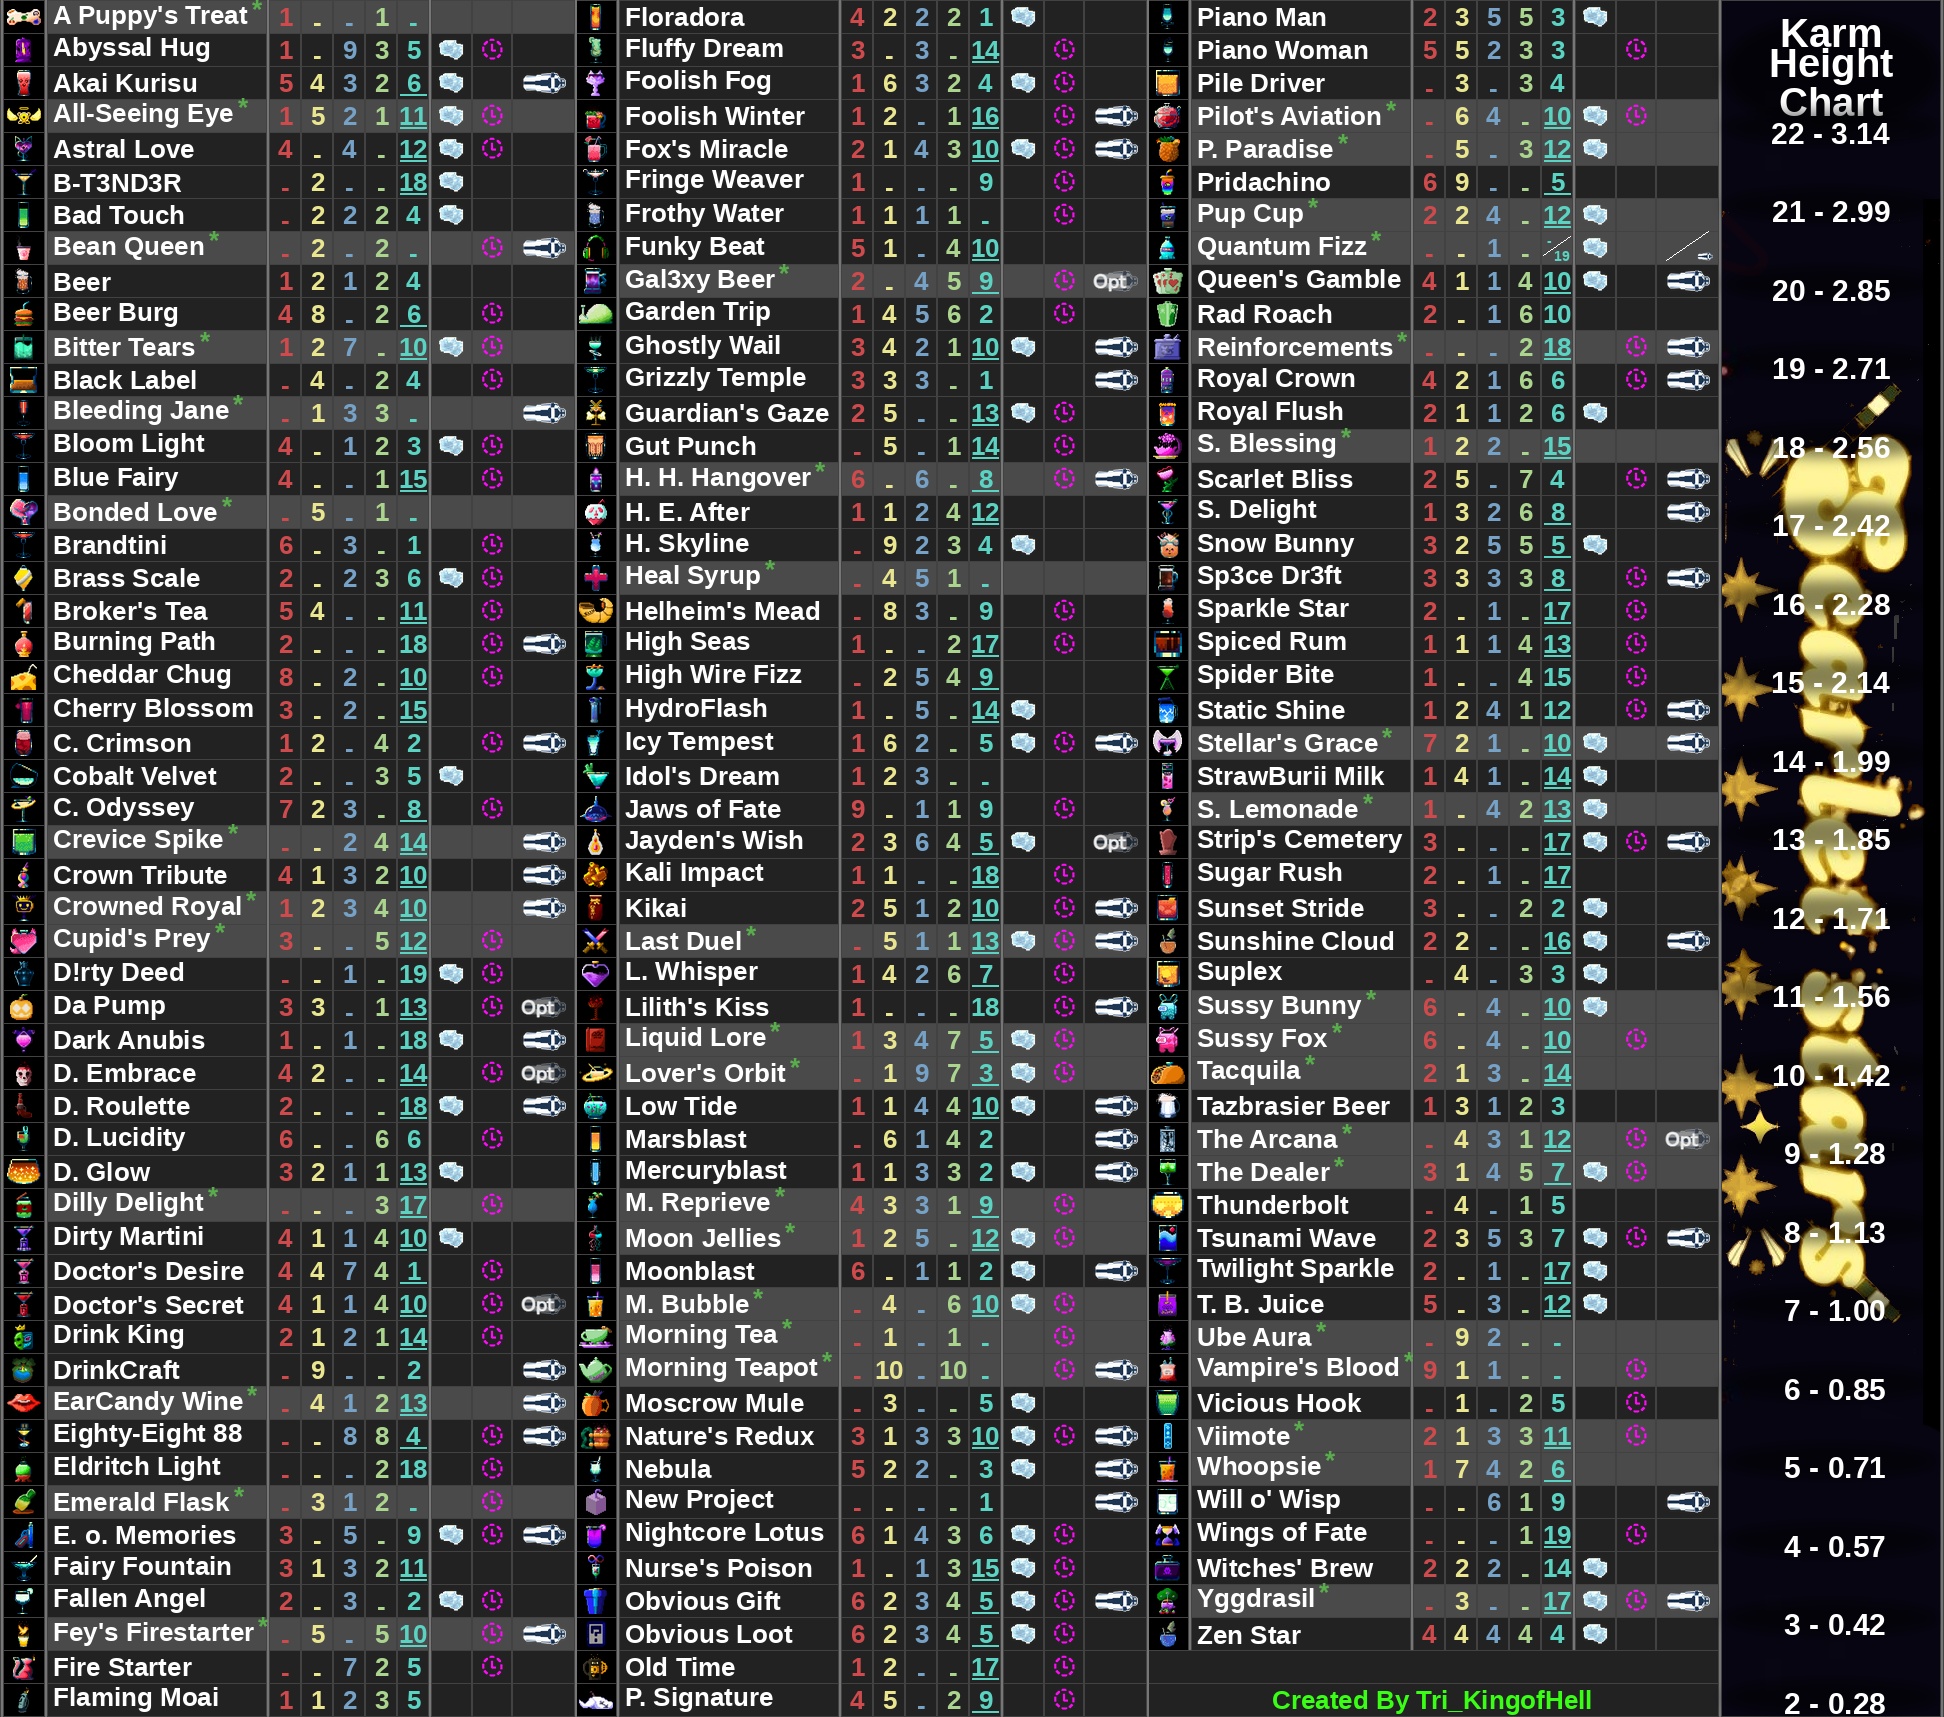 A Puppy's Treat* 1 - - 1 -
Abyssal Hug 1 - 9 3 5
Akai Kurisu 5 4 3 2 6
All-Seeing Eye* 1 5 2 1 11
Astral Love 4 - 4 - 12
B-T3ND3R - 2 - - 18
Bad Touch - 2 2 2 4
Bean Queen* - 2 - 2 -
Beer 1 2 1 2 4
Beer Burg 4 8 - 2 6
Bitter Tears* 1 2 7 - 10
Black Label - 4 - 2 4
Bleeding Jane* - 1 3 3 -
Bloom Light 4 - 1 2 3
Blue Fairy 4 - - 1 15
Bonded Love* - 5 - 1 -
Brandtini 6 - 3 - 1
Brass Scale 2 - 2 3 6
Broker's Tea 5 4 - - 11
Burning Path 2 - - - 18
Cheddar Chug 8 - 2 - 10
Cherry Blossom 3 - 2 - 15
C. Crimson 1 2 - 4 2
Cobalt Velvet 2 - - 3 5
C. Odyssey 7 2 3 - 8
Crevice Spike* - - 2 4 14
Crown Tribute 4 1 3 2 10
Crowned Royal* 1 2 3 4 10
Cupid's Prey* 3 - - 5 12
D!rty Deed - - 1 - 19
Da Pump 3 3 - 1 13 Opt
Dark Anubis 1 - 1 - 18
D. Embrace 4 2 - - 14 Opt
D. Roulette 2 - - - 18
D. Lucidity 6 - - 6 6
D. Glow 3 2 1 1 13
Dilly Delight* - - - 3 17
Dirty Martini 4 1 1 4 10
Doctor's Desire 4 4 7 4 1
Doctor's Secret 4 1 1 4 10 Opt
Drink King 2 1 2 1 14
DrinkCraft - 9 - - 2
EarCandy Wine* - 4 1 2 13
Eighty-Eight 88 - - 8 8 4
Eldritch Light - - - 2 18
Emerald Flask* - 3 1 2 -
E. o. Memories 3 - 5 - 9
Fairy Fountain 3 1 3 2 11
Fallen Angel 2 - 3 - 2
Fey's Firestarter* - 5 - 5 10
Fire Starter - - 7 2 5
Flaming Moai 1 1 2 3 5
Floradora 4 2 2 2 1
Fluffy Dream 3 - 3 - 14
Foolish Fog 1 6 3 2 4
Foolish Winter 1 2 - 1 16
Fox's Miracle 2 1 4 3 10
Fringe Weaver 1 - - - 9
Frothy Water 1 1 1 1 -
Funky Beat 5 1 - 4 10
Gal3xy Beer* 2 - 4 5 9 Opt
Garden Trip 1 4 5 6 2
Ghostly Wail 3 4 2 1 10
Grizzly Temple 3 3 3 - 1
Guardian's Gaze 2 5 - - 13
Gut Punch - 5 - 1 14
H. H. Hangover* 6 - 6 - 8
H. E. After 1 1 2 4 12
H. Skyline - 9 2 3 4
Heal Syrup* - 4 5 1 -
Helheim's Mead - 8 3 - 9
High Seas 1 - - 2 17
High Wire Fizz - 2 5 4 9
HydroFlash 1 - 5 - 14
Icy Tempest 1 6 2 - 5
Idol's Dream 1 2 3 - -
Jaws of Fate 9 - 1 1 9
Jayden's Wish 2 3 6 4 5 Opt
Kali Impact 1 1 - - 18
Kikai 2 5 1 2 10
Last Duel* - 5 1 1 13
L. Whisper 1 4 2 6 7
Lilith's Kiss 1 - - - 18
Liquid Lore* 1 3 4 7 5
Lover's Orbit* - 1 9 7 3
Low Tide 1 1 4 4 10
Marsblast - 6 1 4 2
Mercuryblast 1 1 3 3 2
M. Reprieve* 4 3 3 1 9
Moon Jellies* 1 2 5 - 12
Moonblast 6 - 1 1 2
M. Bubble* - 4 - 6 10
Morning Tea* - 1 - 1 -
Morning Teapot* - 10 - 10 -
Moscrow Mule - 3 - - 5
Nature's Redux 3 1 3 3 10
Nebula 5 2 2 - 3
New Project - - - - 1
Nightcore Lotus 6 1 4 3 6
Nurse's Poison 1 - 1 3 15
Obvious Gift 6 2 3 4 5
Obvious Loot 6 2 3 4 5
Old Time 1 2 - - 17
P. Signature 4 5 - 2 9
Piano Man 2 3 5 5 3
Piano Woman 5 5 2 3 3
Pile Driver - 3 - 3 4
Pilot's Aviation* - 6 4 - 10
P. Paradise* - 5 - 3 12
Pridachino 6 9 - - 5
Pup Cup* 2 2 4 - 12
Quantum Fizz* - - 1 - -/19
Queen's Gamble 4 1 1 4 10
Rad Roach 2 - 1 6 10
Reinforcements* - - - 2 18
Royal Crown 4 2 1 6 6
Royal Flush 2 1 1 2 6
S. Blessing* 1 2 2 - 15
Scarlet Bliss 2 5 - 7 4
S. Delight 1 3 2 6 8
Snow Bunny 3 2 5 5 5
Sp3ce Dr3ft 3 3 3 3 8
Sparkle Star 2 - 1 - 17
Spiced Rum 1 1 1 4 13
Spider Bite 1 - - 4 15
Static Shine 1 2 4 1 12
Stellar's Grace* 7 2 1 - 10
StrawBurii Milk 1 4 1 - 14
S. Lemonade* 1 - 4 2 13
Strip's Cemetery 3 - - - 17
Sugar Rush 2 - 1 - 17
Sunset Stride 3 - - 2 2
Sunshine Cloud 2 2 - - 16
Suplex - 4 - 3 3
Sussy Bunny* 6 - 4 - 10
Sussy Fox* 6 - 4 - 10
Tacquila* 2 1 3 - 14
Tazbrasier Beer 1 3 1 2 3
The Arcana* - 4 3 1 12 Opt
The Dealer* 3 1 4 5 7
Thunderbolt - 4 - 1 5
Tsunami Wave 2 3 5 3 7
Twilight Sparkle 2 - 1 - 17
T. B. Juice 5 - 3 - 12
Ube Aura* - 9 2 - -
Vampire's Blood* 9 1 1 - -
Vicious Hook - 1 - 2 5
Viimote* 2 1 3 3 11
Whoopsie* 1 7 4 2 6
Will o' Wisp - - 6 1 9
Wings of Fate - - - 1 19
Witches' Brew 2 2 2 - 14
Yggdrasil* - 3 - - 17
Zen Star 4 4 4 4 4
Created By Tri_KingofHell
Karm
Height
Chart
22 - 3.14
21 - 2.99
20 - 2.85
19 - 2.71
18 - 2.56
17 - 2.42
16 - 2.28
15 - 2.14
14 - 1.99
13 - 1.85
12 - 1.71
11 - 1.56
10 - 1.42
9 - 1.28
8 - 1.13
7 - 1.00
6 - 0.85
5 - 0.71
4 - 0.57
3 - 0.42
2 - 0.28